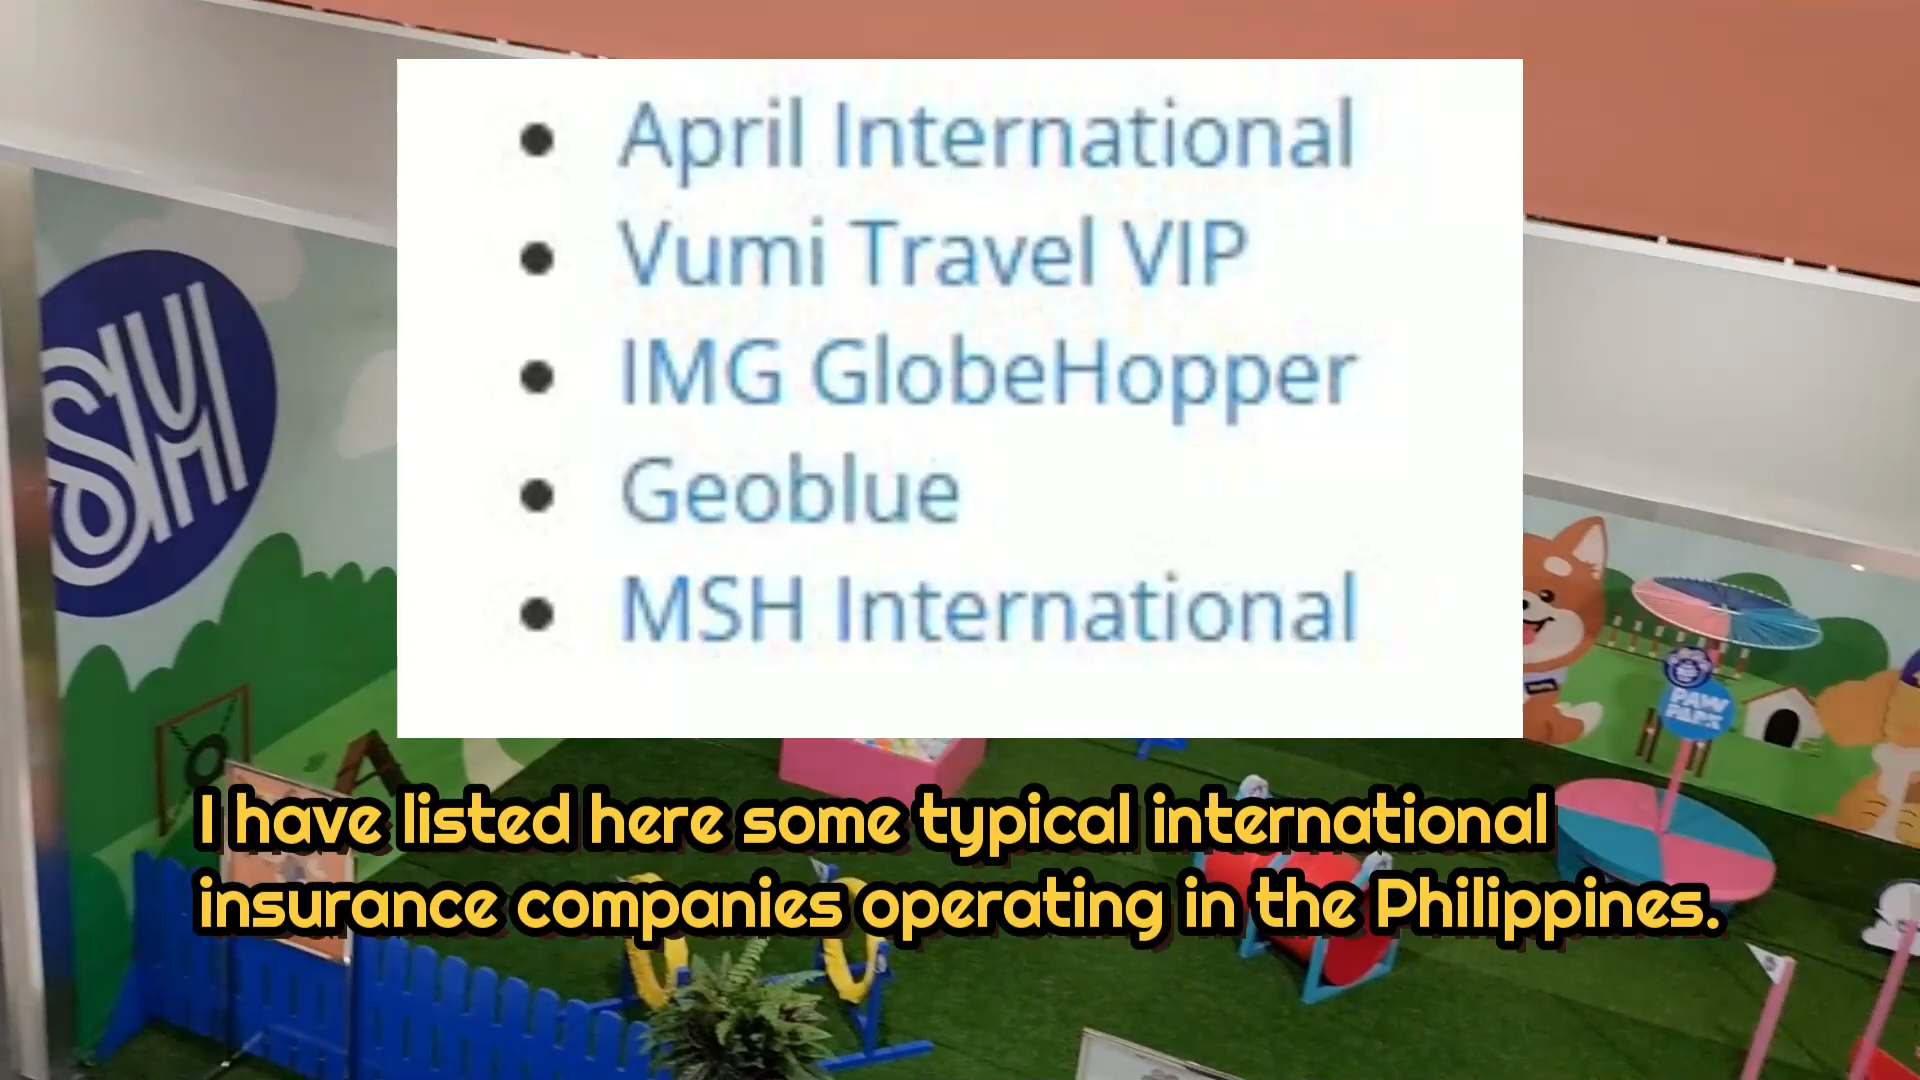 April International
Vumi Travel VIP
IMG GlobeHopper
Geoblue
MSH International
SM
PAW
PARK
I have listed here some typical international
insurance companies operating in the Philippines.